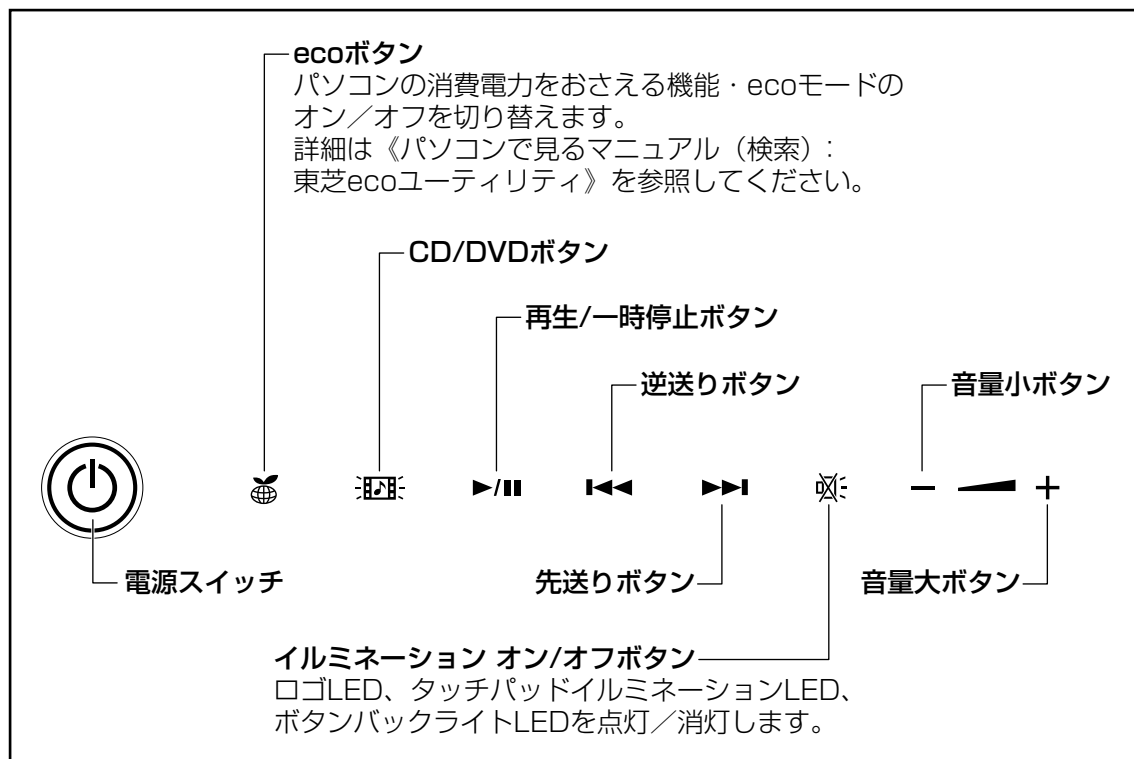 ecoボタン
パソコンの消費電力をおさえる機能・ecoモードの
オン／オフを切り替えます。
詳細は《パソコンで見るマニュアル（検索）：
東芝ecoユーティリティ》を参照してください。
CD/DVDボタン
再生/一時停止ボタン
逆送りボタン
音量小ボタン
電源スイッチ
先送りボタン
音量大ボタン
イルミネーション オン/オフボタン
ロゴLED、タッチパッドイルミネーションLED、
ボタンバックライトLEDを点灯／消灯します。